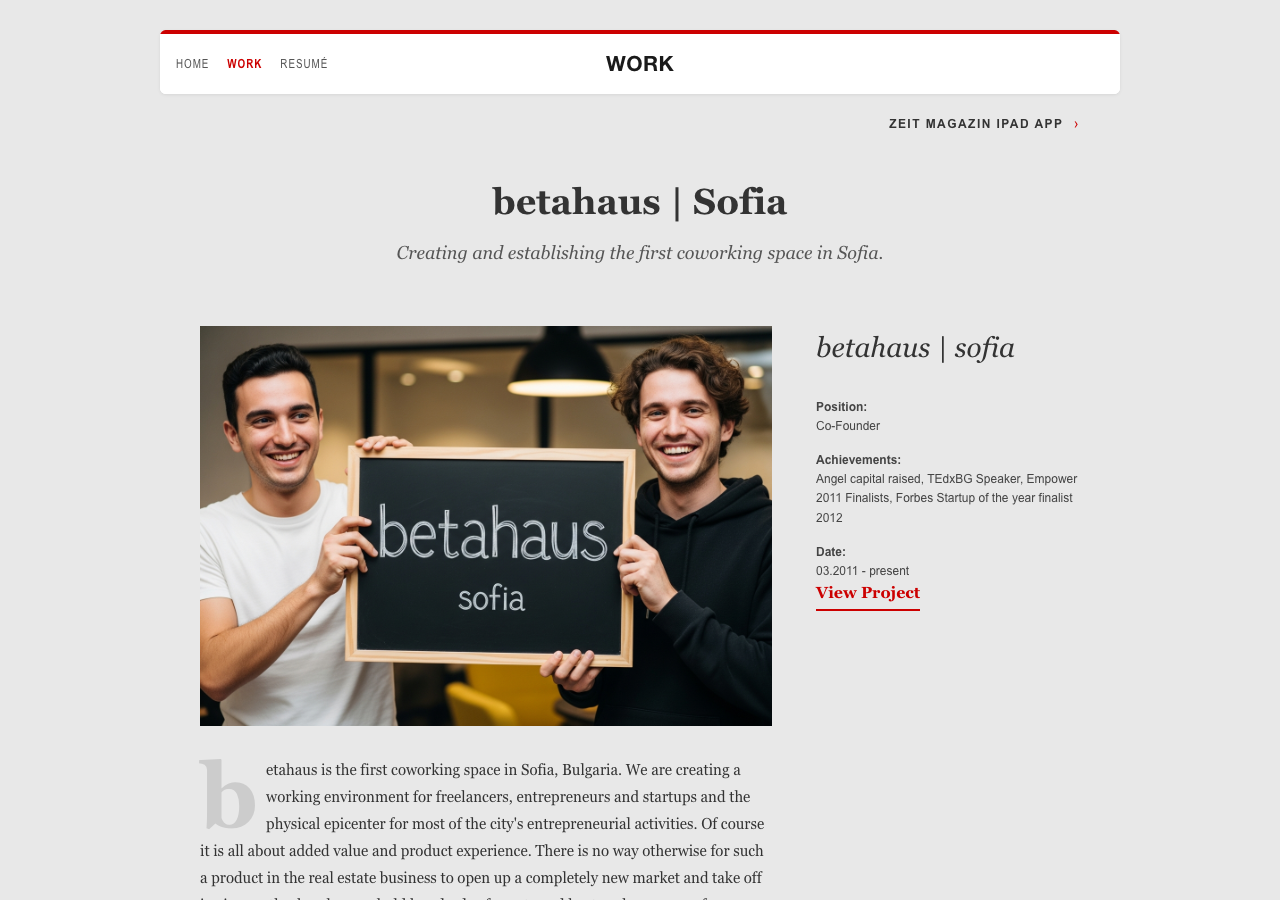 HOME WORK RESUMÉ
WORK
ZEIT MAGAZIN IPAD APP ›
betahaus | Sofia
Creating and establishing the first coworking space in Sofia.
betahaus
sofia
betahaus | sofia
Position:
Co-Founder
Achievements:
Angel capital raised, TEdxBG Speaker, Empower
2011 Finalists, Forbes Startup of the year finalist
2012
Date:
03.2011 - present
View Project
betahaus is the first coworking space in Sofia, Bulgaria. We are creating a
working environment for freelancers, entrepreneurs and startups and the
physical epicenter for most of the city's entrepreneurial activities. Of course
it is all about added value and product experience. There is no way otherwise for such
a product in the real estate business to open up a completely new market and take off